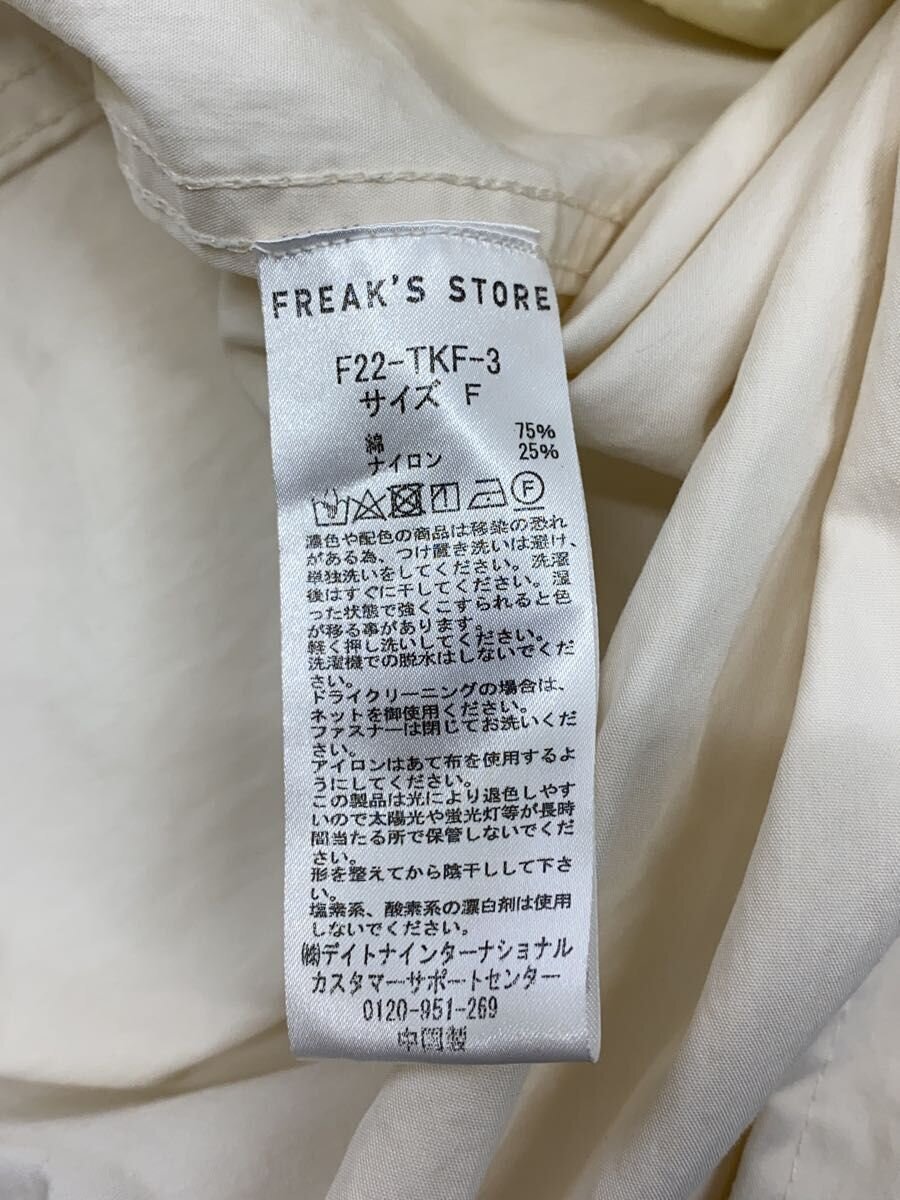 FREAK'S STORE
F22-TKF-3
サイズ F
綿 75%
ナイロン 25%
F
濃色や配色の商品は移染の恐れ
がある為、つけ置き洗いは避け、
単独洗いをしてください。洗濯
後はすぐに干してください。湿
った状態で強くこすられると色
が移る事があります。
軽く押し洗いしてください。
洗濯機での脱水はしないでくだ
さい。
ドライクリーニングの場合は、
ネットを御使用ください。
ファスナーは閉じてお洗いくだ
さい。
アイロンはあて布を使用するよ
うにしてください。
この製品は光により退色しやす
いので太陽光や蛍光灯等が長時
間当たる所で保管しないでくだ
さい。
形を整えてから陰干しして下さ
い。
塩素系、酸素系の漂白剤は使用
しないでください。
㈱デイトナインターナショナル
カスタマーサポートセンター
0120-951-269
中国製